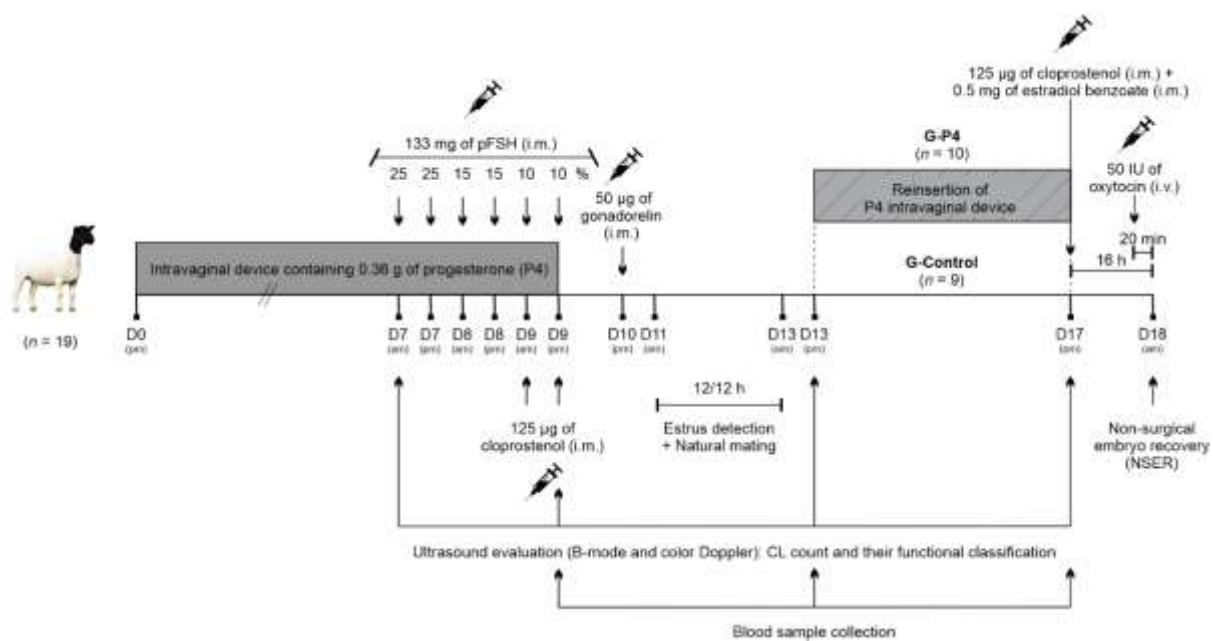 125 µg of cloprostenol (i.m.) +
0.5 mg of estradiol benzoate (i.m.)
133 mg of pFSH (i.m.)
25 25 15 15 10 10 %
50 µg of
gonadorelin
(i.m.)
G-P4
(n = 10)
Reinsertion of
P4 intravaginal device
50 IU of
oxytocin (i.v.)
20 min
16 h
Intravaginal device containing 0.36 g of progesterone (P4)
G-Control
(n = 9)
(n = 19)
D0 D7 D7 D8 D8 D9 D9 D10 D11 D13 D13 D17 D18
(pm) (am) (pm) (am) (pm) (am) (pm) (pm) (am) (am) (pm) (pm) (am)
12/12 h
125 µg of
cloprostenol (i.m.)
Estrus detection
+ Natural mating
Non-surgical
embryo recovery
(NSER)
Ultrasound evaluation (B-mode and color Doppler): CL count and their functional classification
Blood sample collection